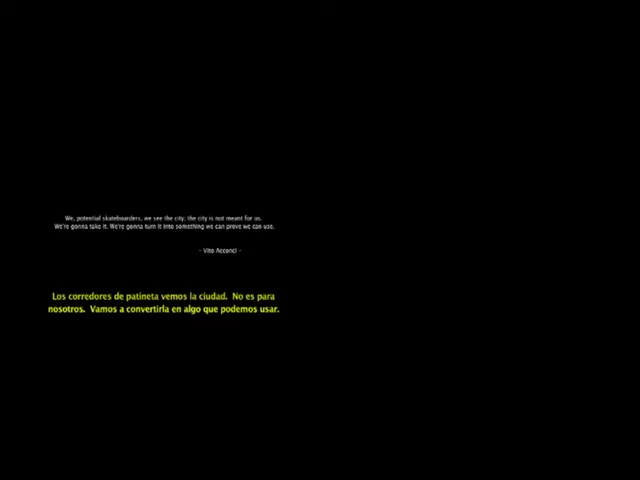 We, potential skateboarders, we see the city; the city is not meant for us.
We're gonna take it. We're gonna turn it into something we can prove we can use.
- Vito Acconci -
Los corredores de patineta vemos la ciudad. No es para
nosotros. Vamos a convertirla en algo que podemos usar.